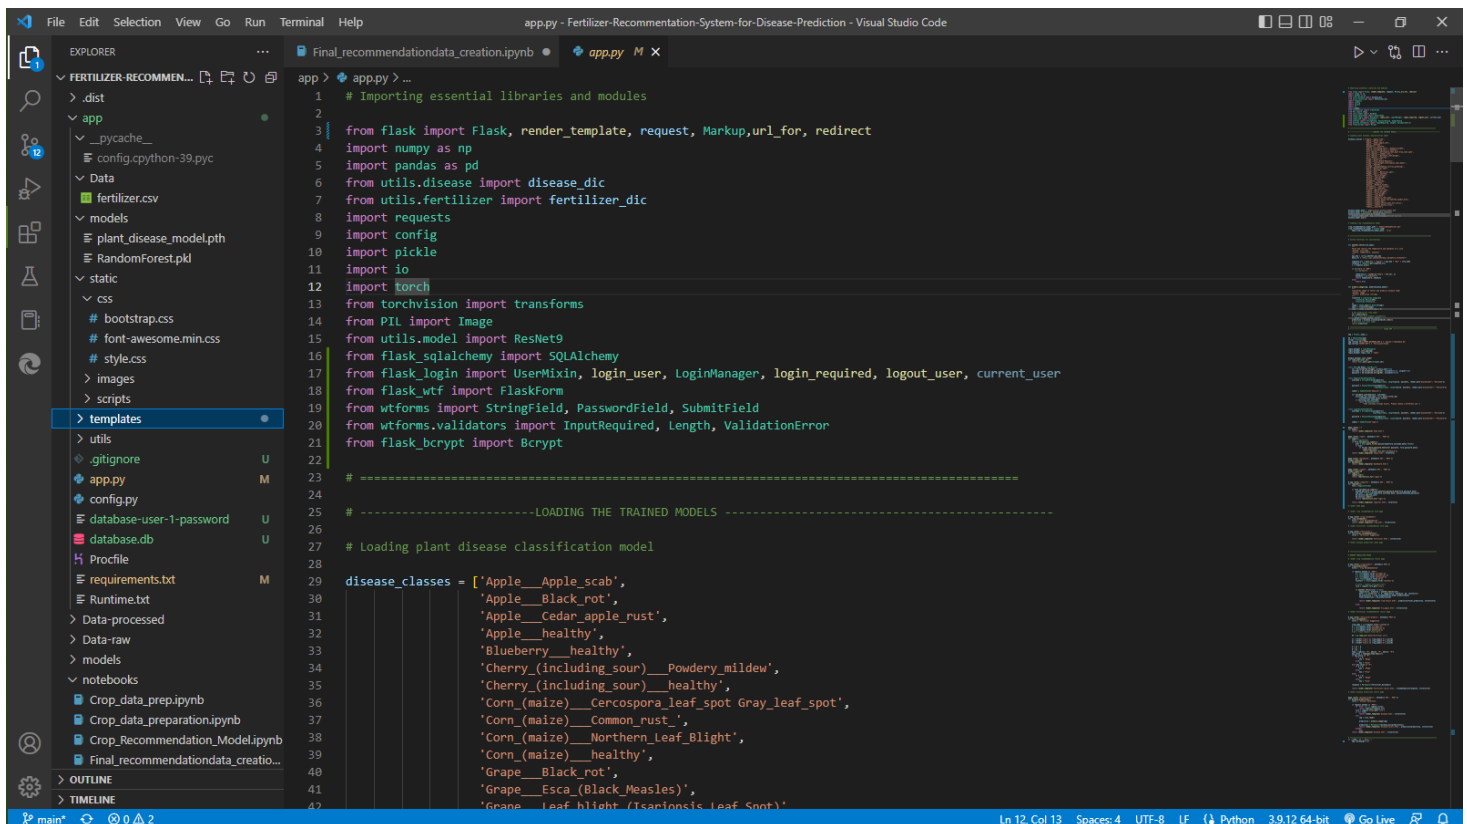 File Edit Selection View Go Run Terminal Help
app.py - Fertilizer-Recommentation-System-for-Disease-Prediction - Visual Studio Code
EXPLORER
FERTILIZER-RECOMMEN...
.dist
app
__pycache__
config.cpython-39.pyc
Data
fertilizer.csv
models
plant_disease_model.pth
RandomForest.pkl
static
css
# bootstrap.css
# font-awesome.min.css
# style.css
images
scripts
templates
utils
.gitignore U
app.py M
config.py
database-user-1-password U
database.db U
Procfile
requirements.txt M
Runtime.txt
Data-processed
Data-raw
models
notebooks
Crop_data_prep.ipynb
Crop_data_preparation.ipynb
Crop_Recommendation_Model.ipynb
Final_recommendationdata_creatio...
OUTLINE
TIMELINE
1
12
Final_recommendationdata_creation.ipynb
app.py M
app > app.py > ...
1 # Importing essential libraries and modules
2
3 from flask import Flask, render_template, request, Markup,url_for, redirect
4 import numpy as np
5 import pandas as pd
6 from utils.disease import disease_dic
7 from utils.fertilizer import fertilizer_dic
8 import requests
9 import config
10 import pickle
11 import io
12 import torch
13 from torchvision import transforms
14 from PIL import Image
15 from utils.model import ResNet9
16 from flask_sqlalchemy import SQLAlchemy
17 from flask_login import UserMixin, login_user, LoginManager, login_required, logout_user, current_user
18 from flask_wtf import FlaskForm
19 from wtforms import StringField, PasswordField, SubmitField
20 from wtforms.validators import InputRequired, Length, ValidationError
21 from flask_bcrypt import Bcrypt
22
23 # ==========================================================================================
24
25 # ------------------------LOADING THE TRAINED MODELS ---------------------------------------------
26
27 # Loading plant disease classification model
28
29 disease_classes = ['Apple___Apple_scab',
30 'Apple___Black_rot',
31 'Apple___Cedar_apple_rust',
32 'Apple___healthy',
33 'Blueberry___healthy',
34 'Cherry_(including_sour)___Powdery_mildew',
35 'Cherry_(including_sour)___healthy',
36 'Corn_(maize)___Cercospora_leaf_spot Gray_leaf_spot',
37 'Corn_(maize)___Common_rust_',
38 'Corn_(maize)___Northern_Leaf_Blight',
39 'Corn_(maize)___healthy',
40 'Grape___Black_rot',
41 'Grape___Esca_(Black_Measles)',
42 'Grape___Leaf_blight_(Isariopsis_Leaf_Spot)'
main* 0 2
Ln 12, Col 13 Spaces: 4 UTF-8 LF Python 3.9.12 64-bit Go Live